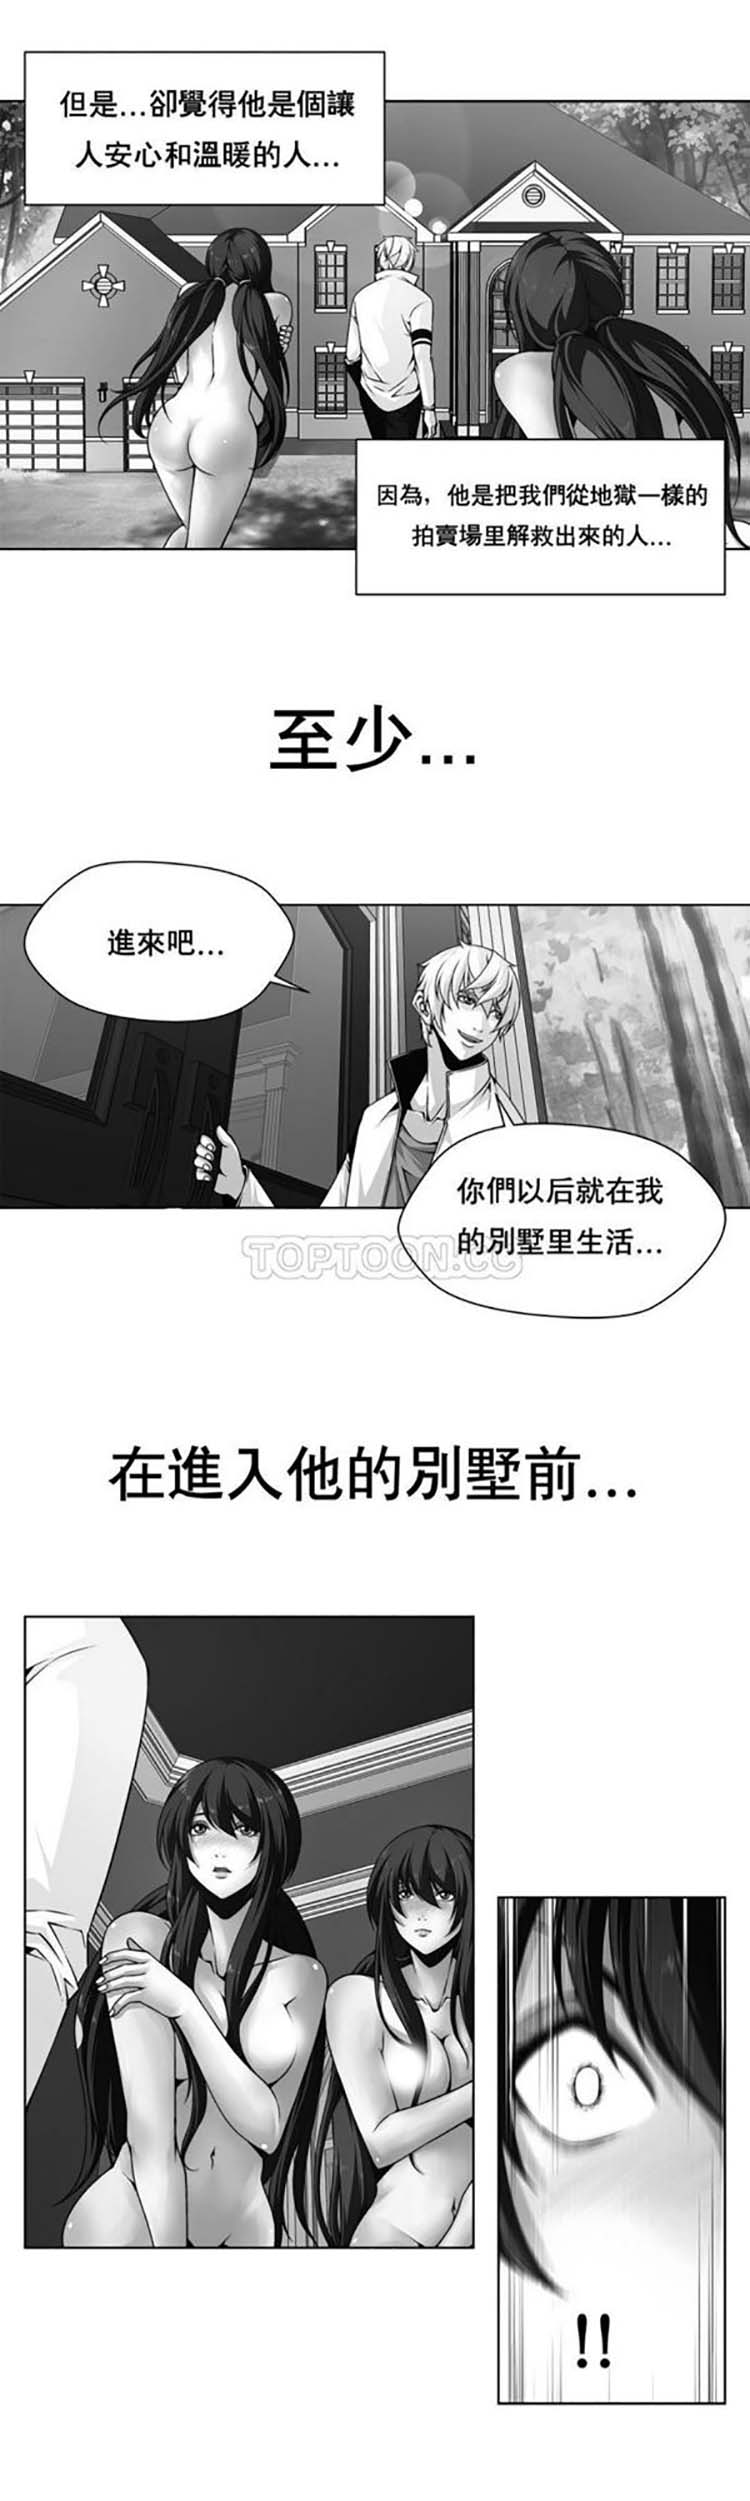 但是...卻覺得他是個讓
人安心和溫暖的人...
因為，他是把我們從地獄一樣的
拍賣場里解救出來的人...
至少...
進來吧...
你們以后就在我
的別墅里生活...
TOPTOON.CC
在進入他的別墅前...
!!